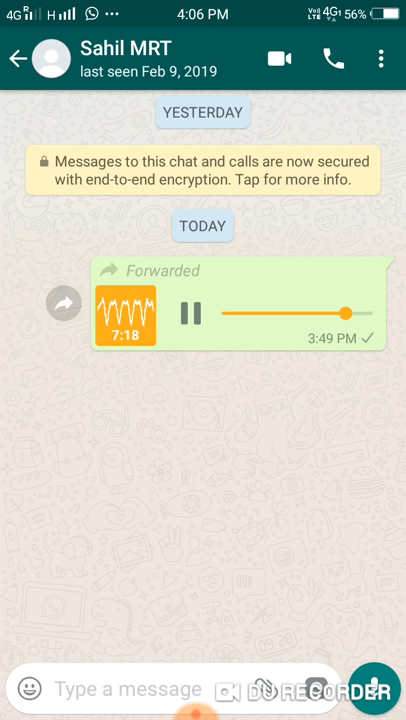 4G R H ... 4:06 PM VoLTE 4G1 56%
Sahil MRT
last seen Feb 9, 2019
YESTERDAY
Messages to this chat and calls are now secured
with end-to-end encryption. Tap for more info.
TODAY
Forwarded
7:18
3:49 PM
Type a message
DU RECORDER